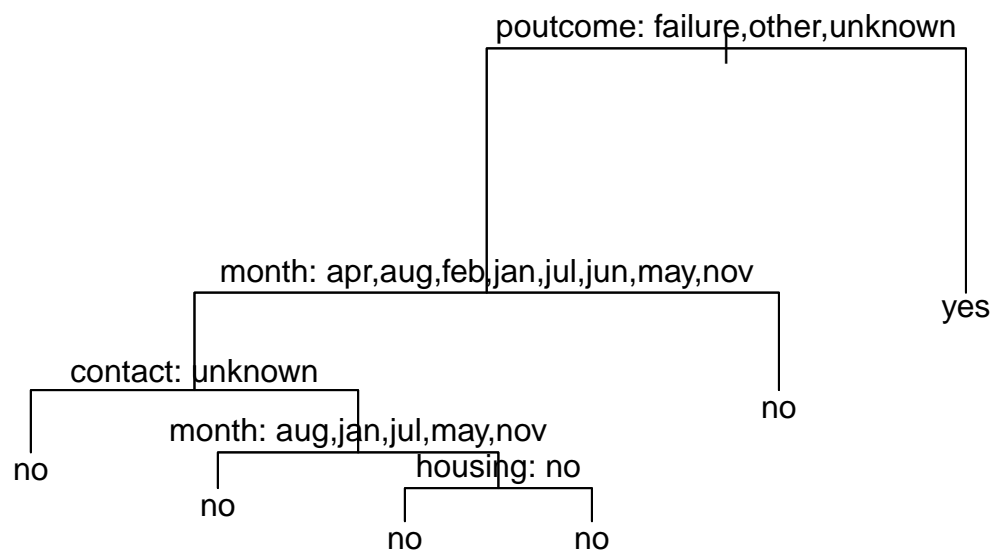 poutcome: failure,other,unknown
month: apr,aug,feb,jan,jul,jun,may,nov
yes
contact: unknown
no
month: aug,jan,jul,may,nov
housing: no
no
no
no
no